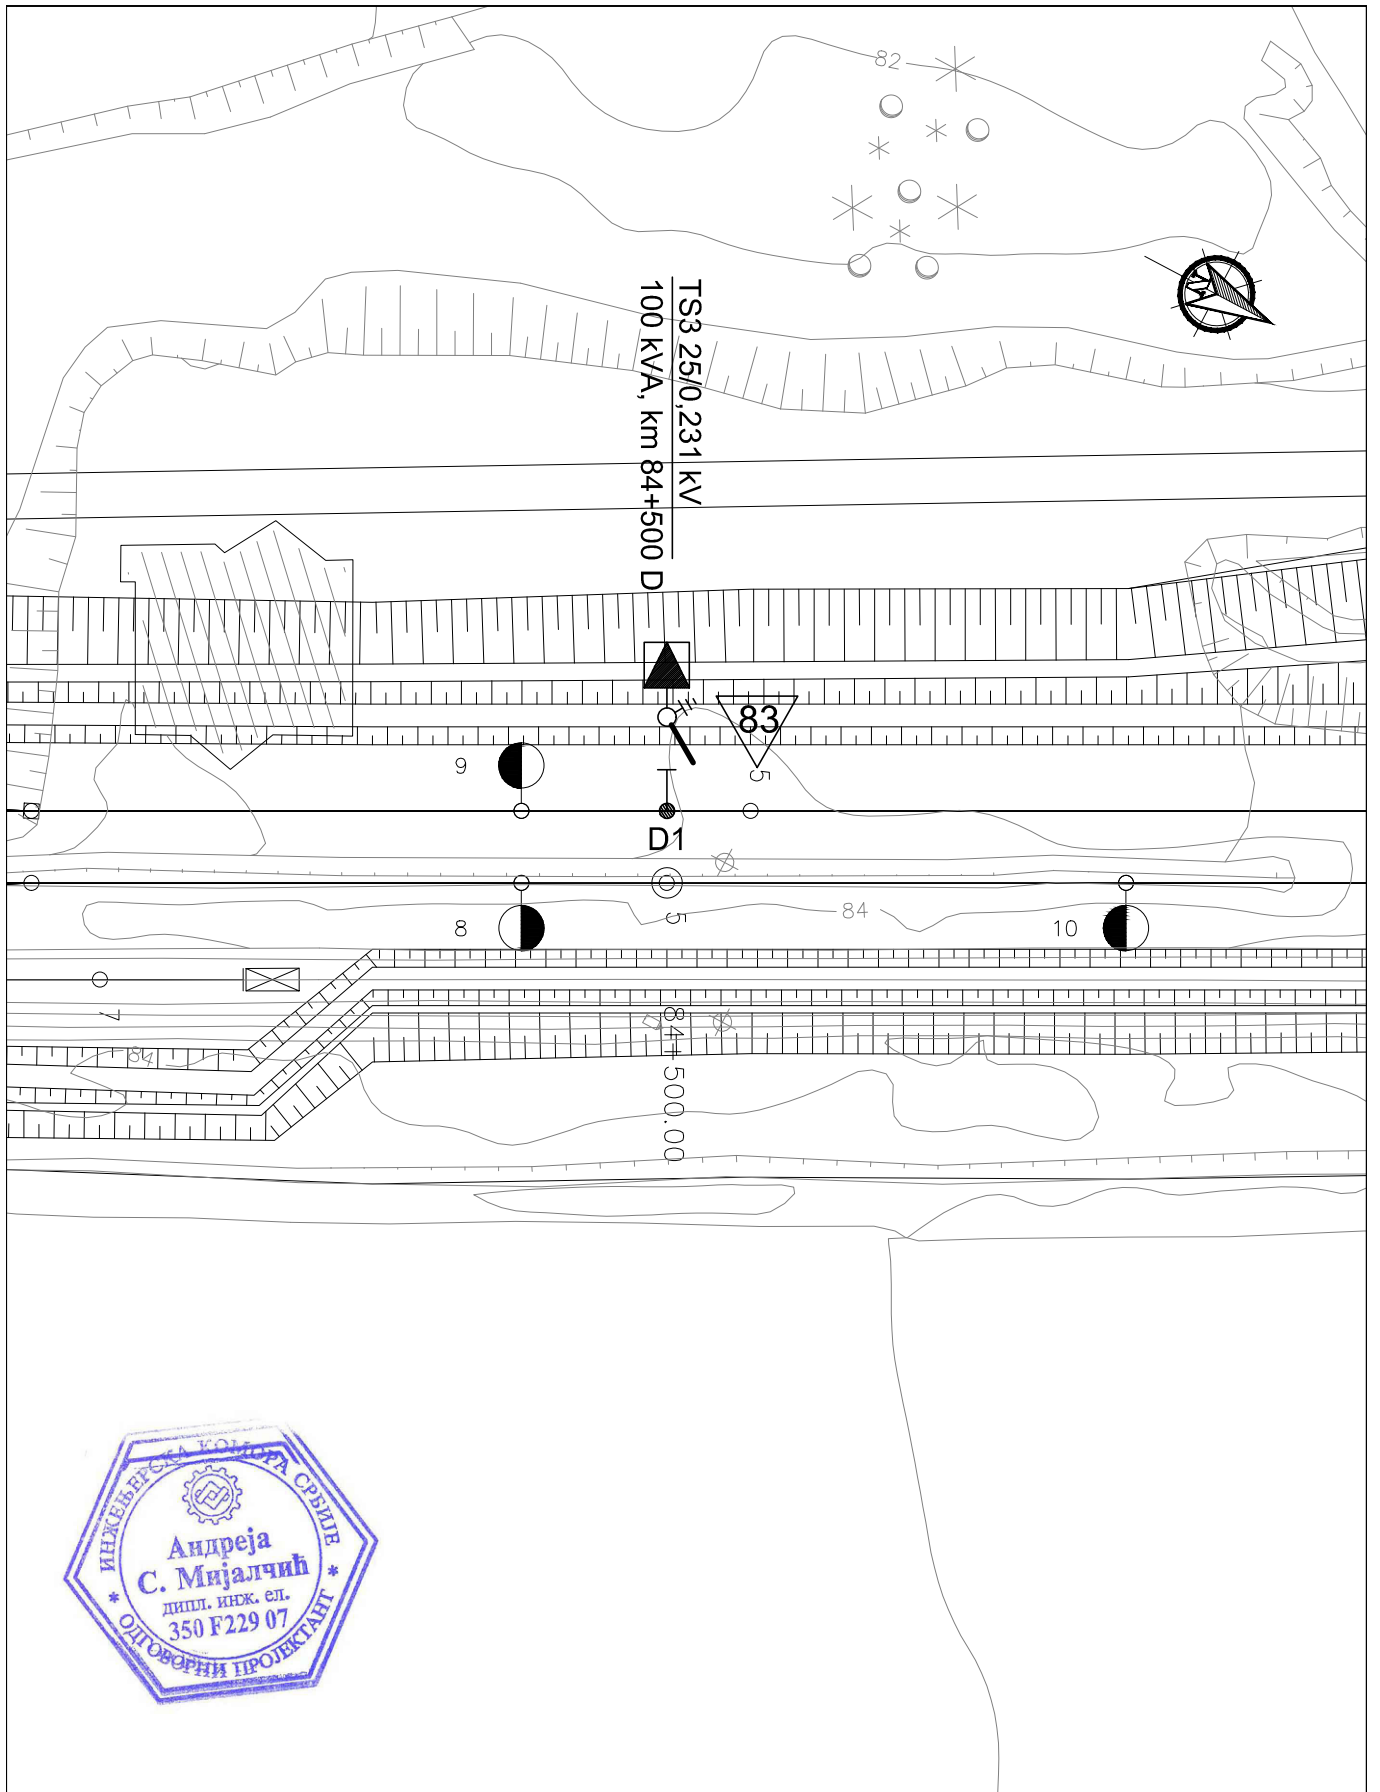 82
TS3 25/0,231 kV
100 kVA, km 84+500 D
83
5
9
D1
5
84
8
10
7
84
84+500.00
ИНЖЕЊЕРСКА КОМОРА СРБИЈЕ
Андреја
С. Мијалчић
дипл. инж. ел.
350 F229 07
* ОДГОВОРНИ ПРОЈЕКТАНТ *